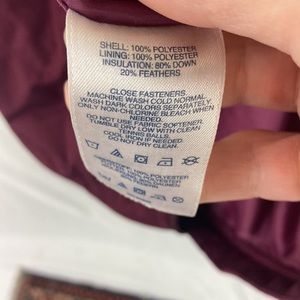 SHELL: 100% POLYESTER
LINING: 100% POLYESTER
INSULATION: 80% DOWN
20% FEATHERS
CLOSE FASTENERS
MACHINE WASH COLD NORMAL
WASH DARK COLORS SEPARATELY
ONLY NON-CHLORINE BLEACH WHEN
NEEDED.
DO NOT USE FABRIC SOFTENER.
TUMBLE DRY LOW WITH CLEAN
TENNIS BALLS
COOL IRON IF NEEDED
DO NOT DRY CLEAN.
100% POLYESTER